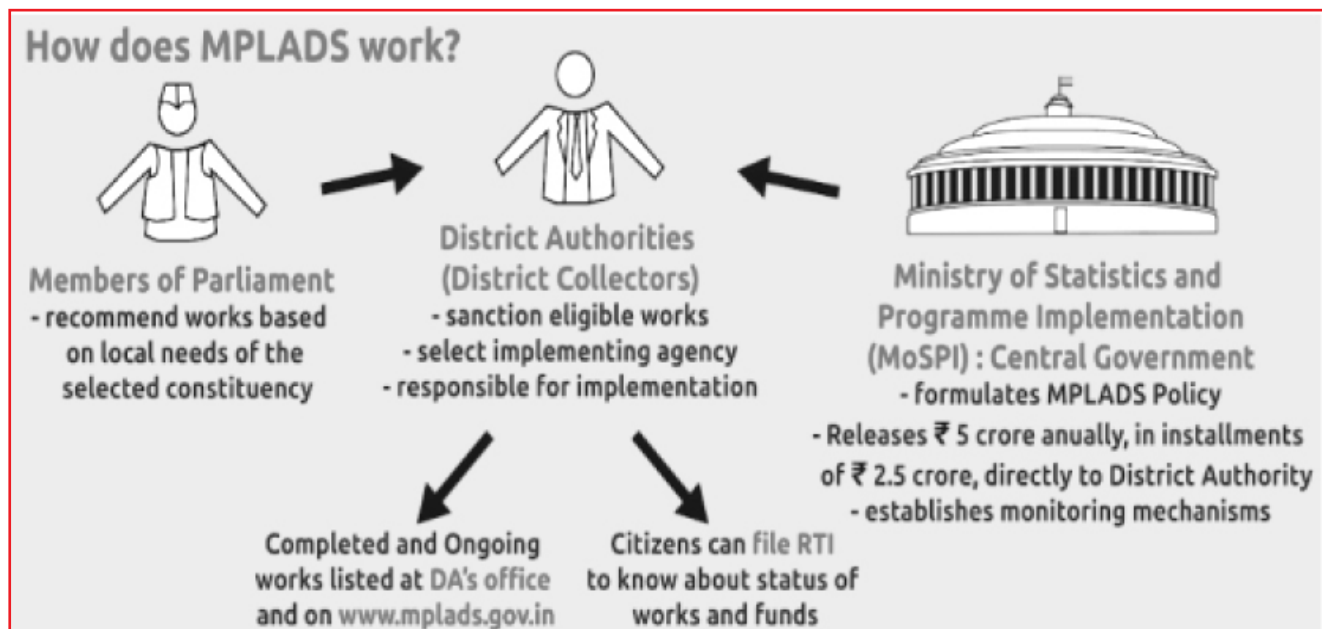 How does MPLADS work?
Members of Parliament
- recommend works based
on local needs of the
selected constituency
District Authorities
(District Collectors)
- sanction eligible works
- select implementing agency
- responsible for implementation
Ministry of Statistics and
Programme Implementation
(MoSPI) : Central Government
- formulates MPLADS Policy
- Releases ₹ 5 crore anually, in installments
of ₹ 2.5 crore, directly to District Authority
- establishes monitoring mechanisms
Completed and Ongoing
works listed at DA's office
and on www.mplads.gov.in
Citizens can file RTI
to know about status of
works and funds